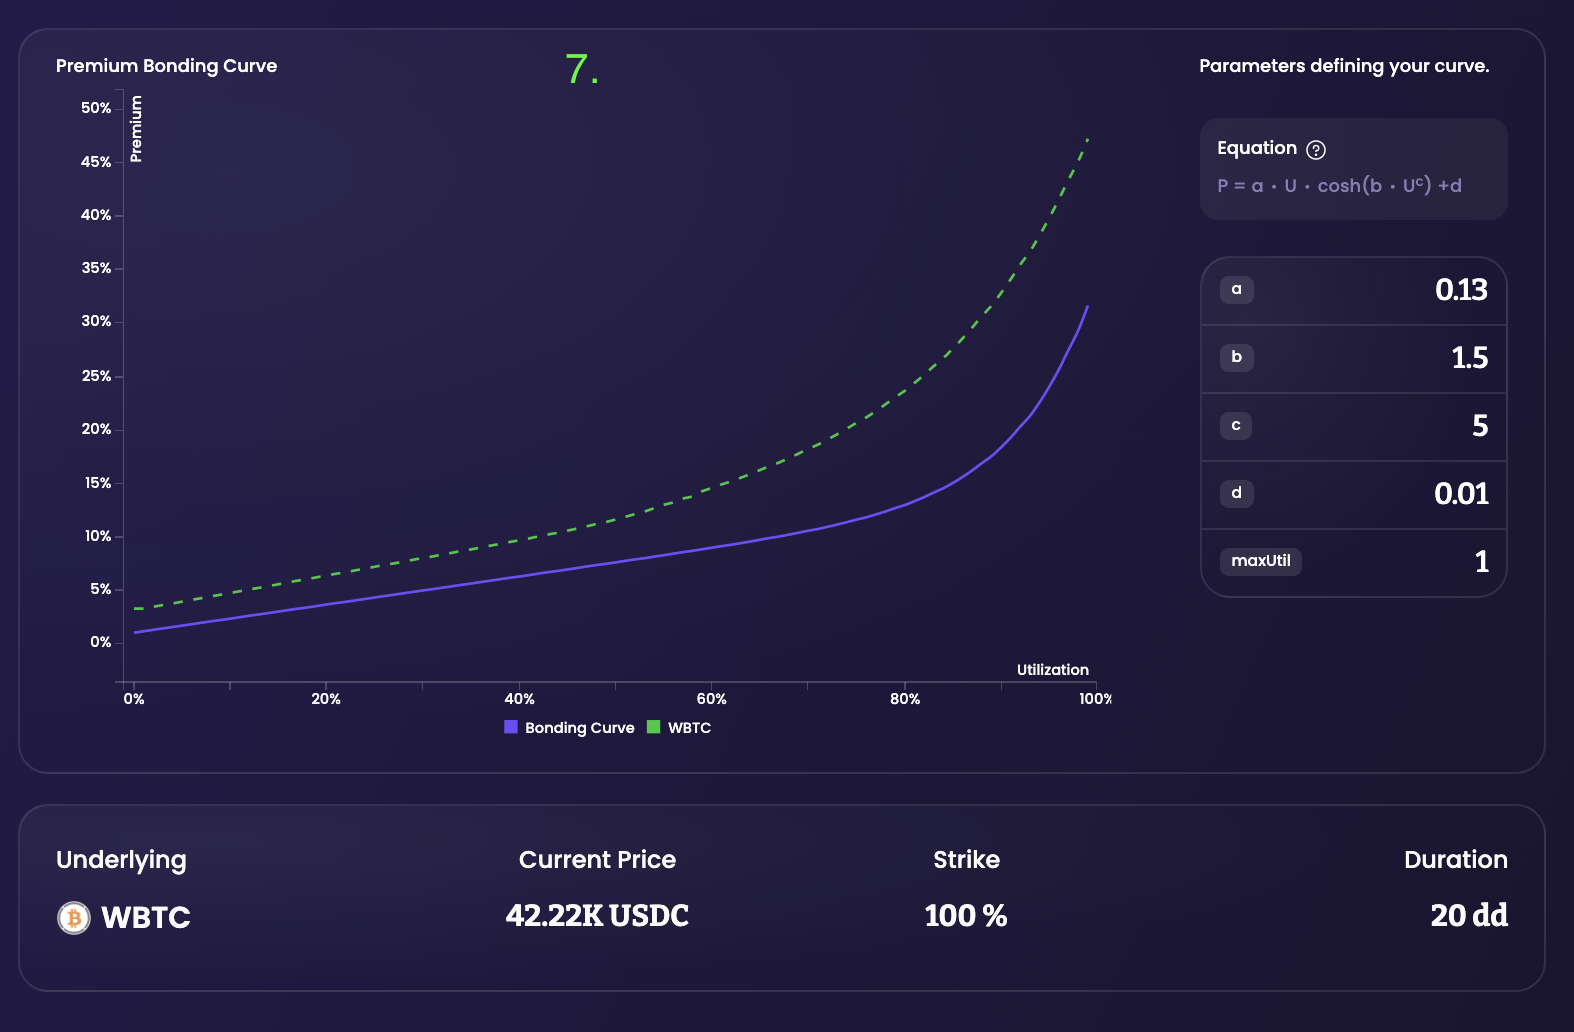 Premium Bonding Curve
7.
Parameters defining your curve.
Premium
50%
45%
40%
35%
30%
25%
20%
15%
10%
5%
0%
Utilization
0%
20%
40%
60%
80%
100%
Bonding Curve
WBTC
Equation ?
P = a · U · cosh(b · Uᶜ) +d
a 0.13
b 1.5
c 5
d 0.01
maxUtil 1
Underlying
WBTC
Current Price
42.22K USDC
Strike
100 %
Duration
20 dd